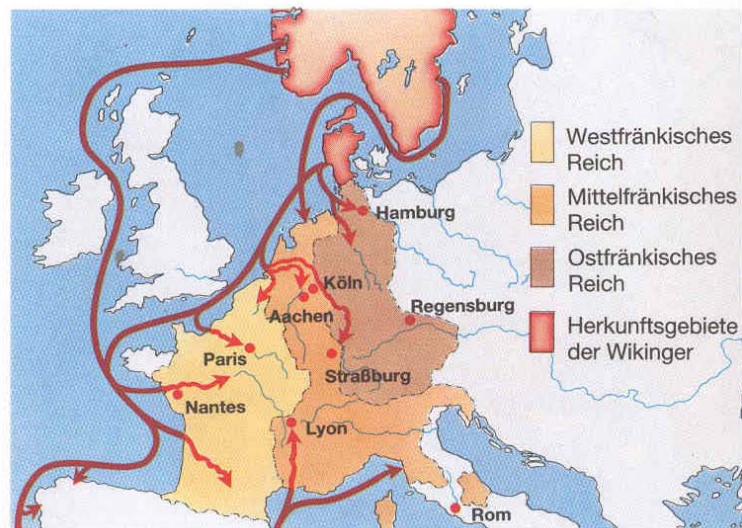 Westfränkisches
Reich
Mittelfränkisches
Reich
Ostfränkisches
Reich
Herkunftsgebiete
der Wikinger
Hamburg
Köln
Aachen
Regensburg
Paris
Straßburg
Nantes
Lyon
Rom